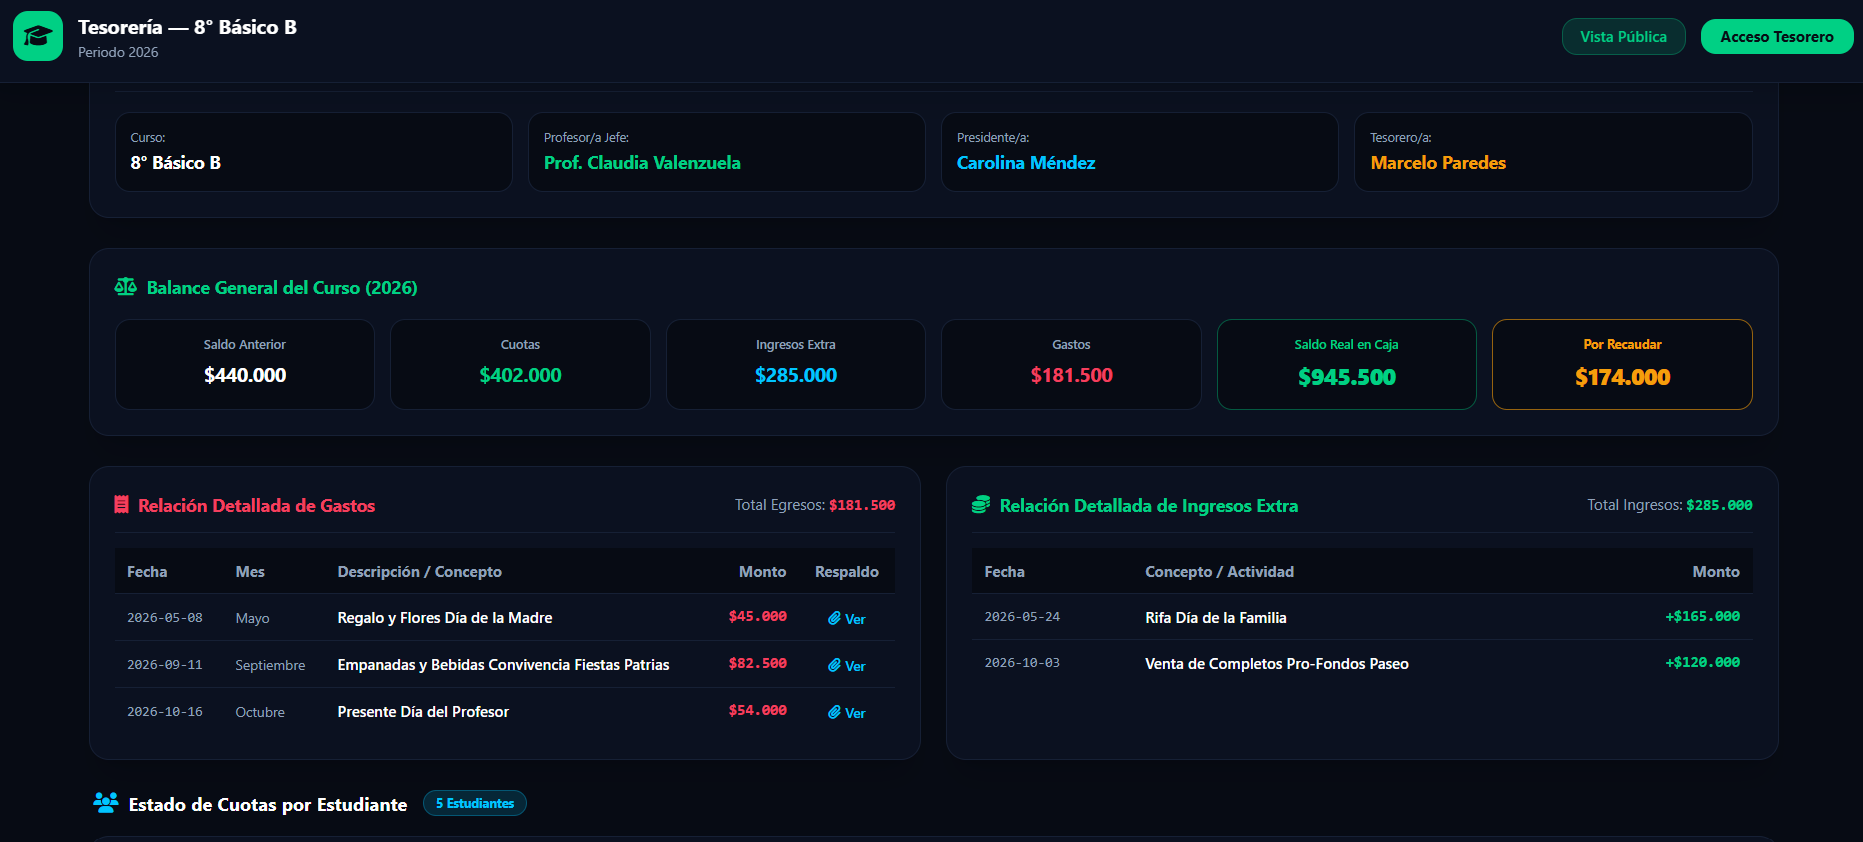 Tesorería — 8° Básico B
Periodo 2026
Vista Pública
Acceso Tesorero
Curso:
8° Básico B
Profesor/a Jefe:
Prof. Claudia Valenzuela
Presidente/a:
Carolina Méndez
Tesorero/a:
Marcelo Paredes
Balance General del Curso (2026)
Saldo Anterior
$440.000
Cuotas
$402.000
Ingresos Extra
$285.000
Gastos
$181.500
Saldo Real en Caja
$945.500
Por Recaudar
$174.000
Relación Detallada de Gastos
Total Egresos: $181.500
Fecha Mes Descripción / Concepto Monto Respaldo
2026-05-08 Mayo Regalo y Flores Día de la Madre $45.000 Ver
2026-09-11 Septiembre Empanadas y Bebidas Convivencia Fiestas Patrias $82.500 Ver
2026-10-16 Octubre Presente Día del Profesor $54.000 Ver
Relación Detallada de Ingresos Extra
Total Ingresos: $285.000
Fecha Concepto / Actividad Monto
2026-05-24 Rifa Día de la Familia +$165.000
2026-10-03 Venta de Completos Pro-Fondos Paseo +$120.000
Estado de Cuotas por Estudiante
5 Estudiantes